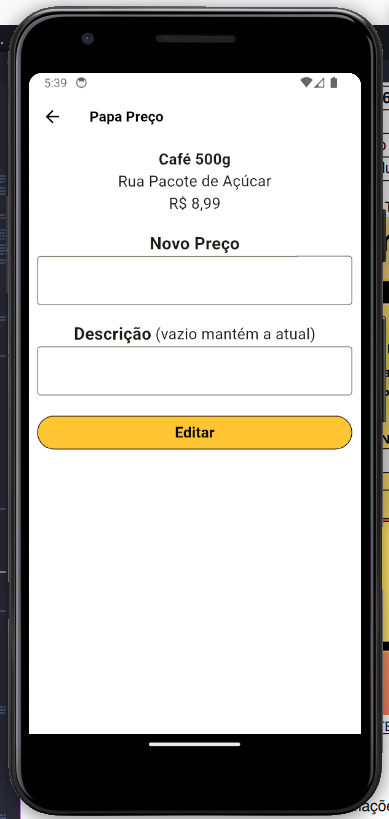 5:39
Papa Preço
Café 500g
Rua Pacote de Açúcar
R$ 8,99
Novo Preço
Descrição (vazio mantém a atual)
Editar